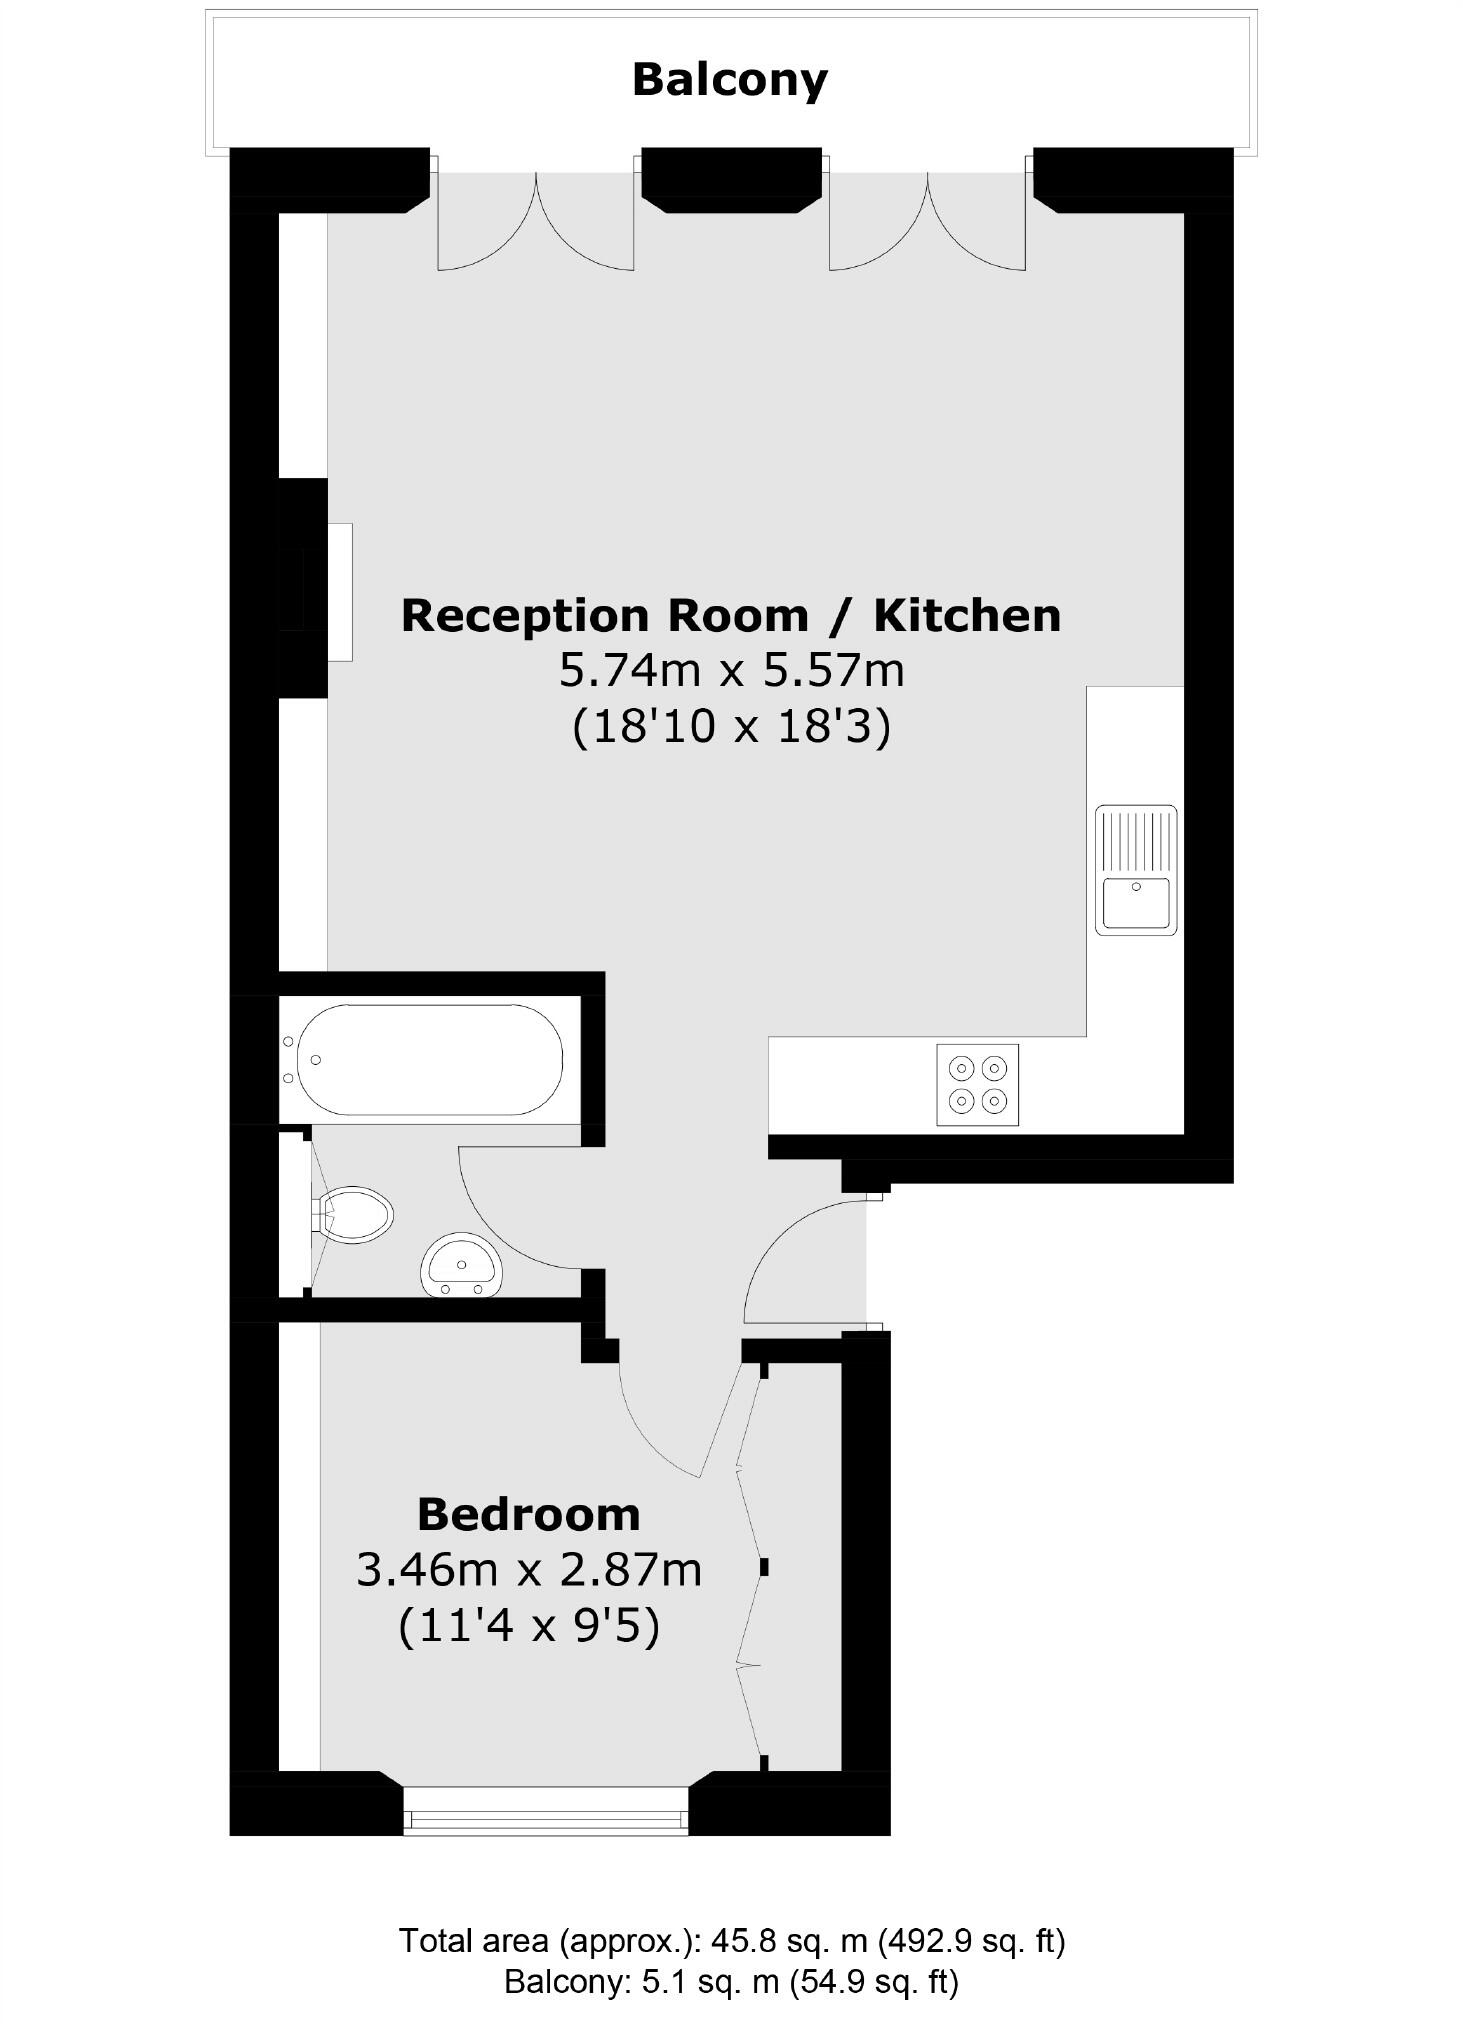 Balcony
Reception Room / Kitchen
5.74m x 5.57m
(18'10 x 18'3)
Bedroom
3.46m x 2.87m
(11'4 x 9'5)
Total area (approx.): 45.8 sq. m (492.9 sq. ft)
Balcony: 5.1 sq. m (54.9 sq. ft)